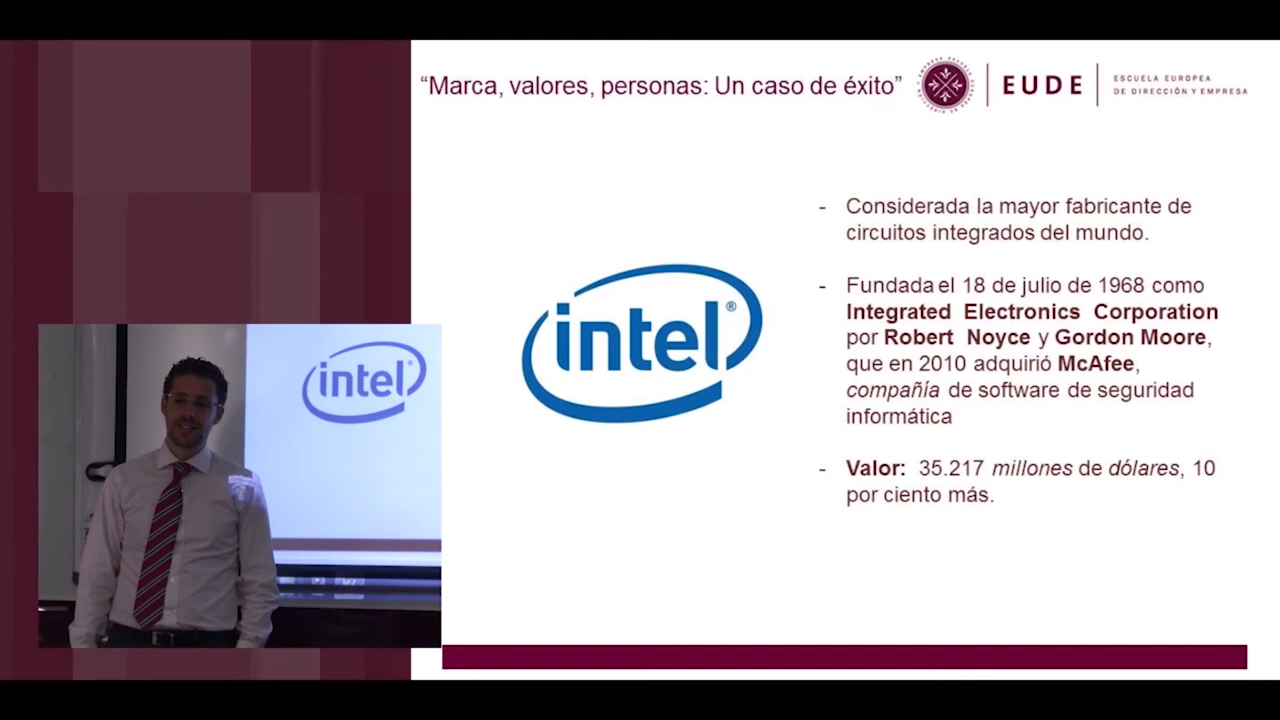 “Marca, valores, personas: Un caso de éxito”
EUDE
ESCUELA EUROPEA
DE DIRECCIÓN Y EMPRESA
- Considerada la mayor fabricante de
circuitos integrados del mundo.
- Fundada el 18 de julio de 1968 como
Integrated Electronics Corporation
por Robert Noyce y Gordon Moore,
que en 2010 adquirió McAfee,
compañía de software de seguridad
informática
- Valor: 35.217 millones de dólares, 10
por ciento más.
intel®
intel®